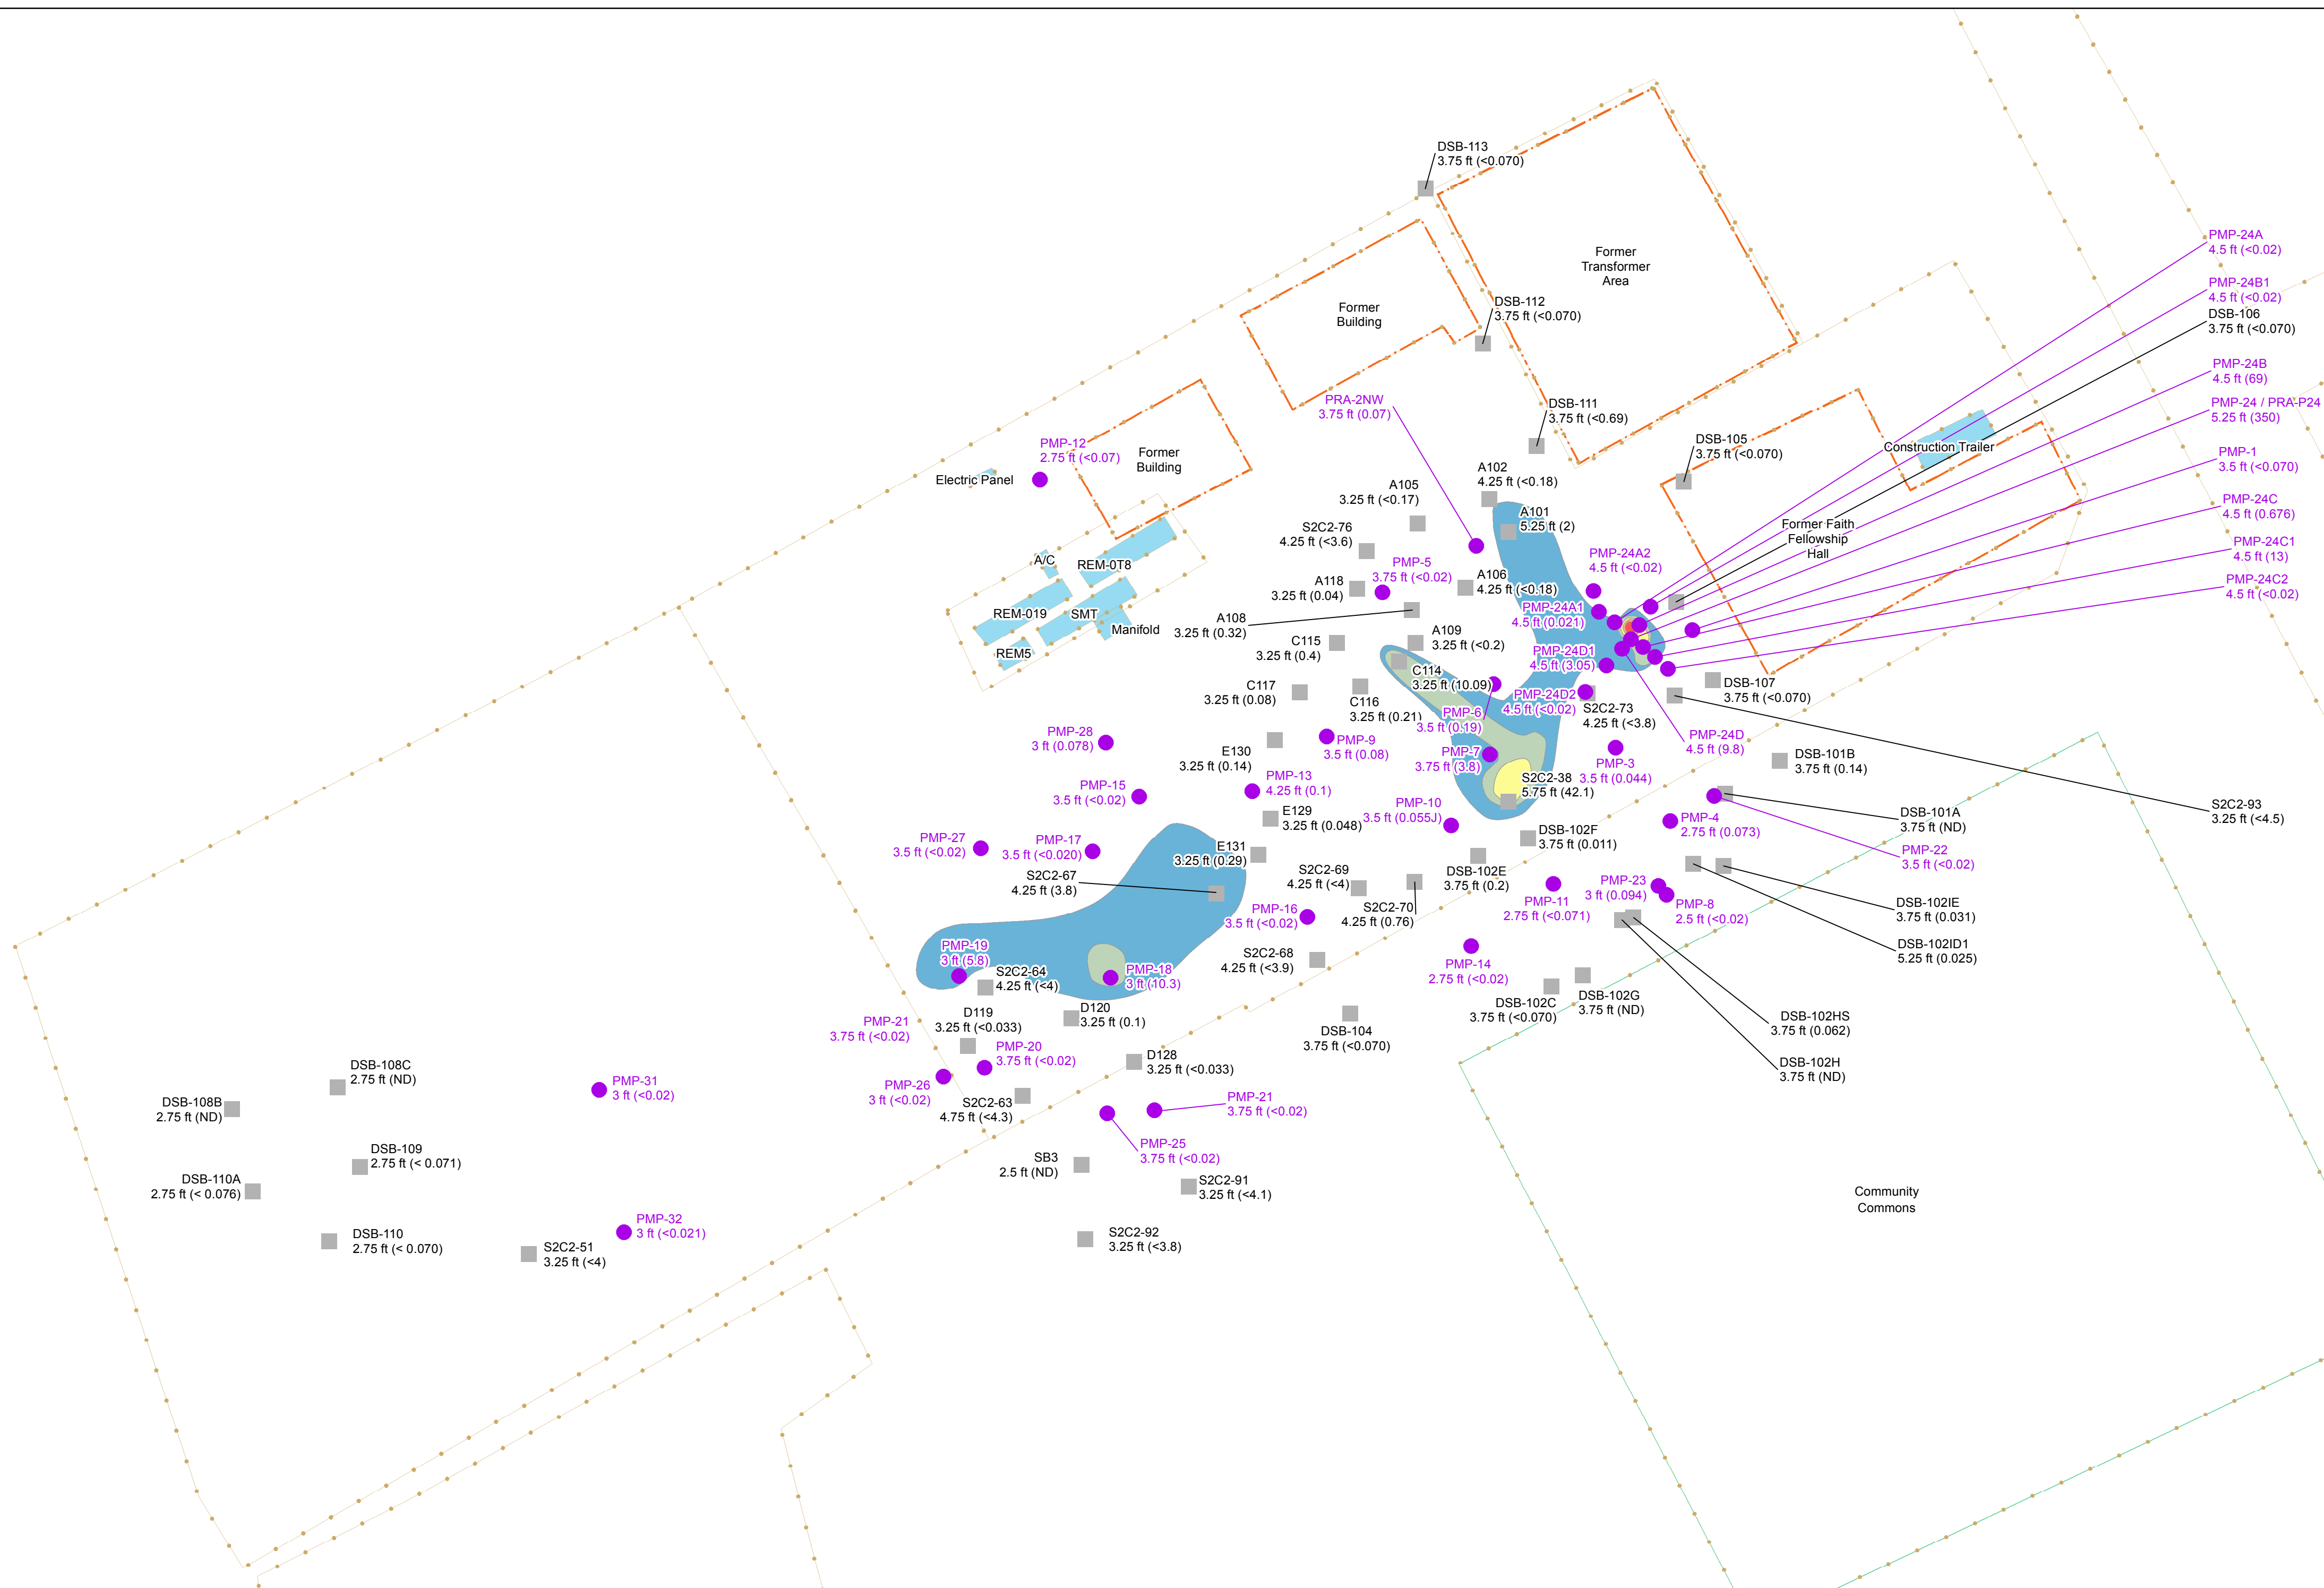 DSB-113
3.75 ft (<0.070)
Former
Transformer
Area
PMP-24A
4.5 ft (<0.02)
PMP-24B1
4.5 ft (<0.02)
DSB-106
3.75 ft (<0.070)
PMP-24B
4.5 ft (69)
PMP-24 / PRA-P24
5.25 ft (350)
PMP-1
3.5 ft (<0.070)
PMP-24C
4.5 ft (0.676)
PMP-24C1
4.5 ft (13)
PMP-24C2
4.5 ft (<0.02)
Former
Building
DSB-112
3.75 ft (<0.070)
DSB-111
3.75 ft (<0.69)
PRA-2NW
3.75 ft (0.07)
DSB-105
3.75 ft (<0.070)
Construction Trailer
PMP-12
2.75 ft (<0.07)
Former
Building
Electric Panel
A102
4.25 ft (<0.18)
A105
3.25 ft (<0.17)
A101
5.25 ft (2)
S2C2-76
4.25 ft (<3.6)
Former Faith
Fellowship
Hall
A/C
REM-0T8
REM-019
SMT
Manifold
REM5
PMP-5
3.75 ft (<0.02)
PMP-24A2
4.5 ft (<0.02)
A118
3.25 ft (0.04)
A106
4.25 ft (<0.18)
PMP-24A1
4.5 ft (0.021)
A108
3.25 ft (0.32)
A109
3.25 ft (<0.2)
C115
3.25 ft (0.4)
PMP-24D1
4.5 ft (3.05)
C114
3.25 ft (10.09)
C117
3.25 ft (0.08)
C116
3.25 ft (0.21)
PMP-24D2
4.5 ft (<0.02)
DSB-107
3.75 ft (<0.070)
PMP-6
3.5 ft (0.19)
S2C2-73
4.25 ft (<3.8)
PMP-28
3 ft (0.078)
PMP-9
3.5 ft (0.08)
PMP-24D
4.5 ft (9.8)
E130
3.25 ft (0.14)
PMP-7
3.75 ft (3.8)
PMP-3
3.5 ft (0.044)
DSB-101B
3.75 ft (0.14)
PMP-13
4.25 ft (0.1)
S2C2-38
5.75 ft (42.1)
PMP-15
3.5 ft (<0.02)
PMP-10
3.5 ft (0.055J)
E129
3.25 ft (0.048)
S2C2-93
3.25 ft (<4.5)
DSB-101A
3.75 ft (ND)
PMP-4
2.75 ft (0.073)
PMP-27
3.5 ft (<0.02)
PMP-17
3.5 ft (<0.020)
DSB-102F
3.75 ft (0.011)
E131
3.25 ft (0.29)
PMP-22
3.5 ft (<0.02)
S2C2-67
4.25 ft (3.8)
S2C2-69
4.25 ft (<4)
DSB-102E
3.75 ft (0.2)
PMP-23
3 ft (0.094)
S2C2-70
4.25 ft (0.76)
PMP-16
3.5 ft (<0.02)
PMP-11
2.75 ft (<0.071)
PMP-8
2.5 ft (<0.02)
DSB-102IE
3.75 ft (0.031)
PMP-19
3 ft (5.8)
DSB-102ID1
5.25 ft (0.025)
S2C2-68
4.25 ft (<3.9)
S2C2-64
4.25 ft (<4)
PMP-18
3 ft (10.3)
PMP-14
2.75 ft (<0.02)
DSB-102C
3.75 ft (<0.070)
DSB-102G
3.75 ft (ND)
D119
3.25 ft (<0.033)
D120
3.25 ft (0.1)
PMP-21
3.75 ft (<0.02)
DSB-102HS
3.75 ft (0.062)
DSB-104
3.75 ft (<0.070)
PMP-20
3.75 ft (<0.02)
D128
3.25 ft (<0.033)
DSB-102H
3.75 ft (ND)
DSB-108C
2.75 ft (ND)
PMP-31
3 ft (<0.02)
PMP-26
3 ft (<0.02)
DSB-108B
2.75 ft (ND)
S2C2-63
4.75 ft (<4.3)
PMP-21
3.75 ft (<0.02)
DSB-109
2.75 ft (< 0.071)
PMP-25
3.75 ft (<0.02)
SB3
2.5 ft (ND)
DSB-110A
2.75 ft (< 0.076)
S2C2-91
3.25 ft (<4.1)
Community
Commons
PMP-32
3 ft (<0.021)
DSB-110
2.75 ft (< 0.070)
S2C2-92
3.25 ft (<3.8)
S2C2-51
3.25 ft (<4)